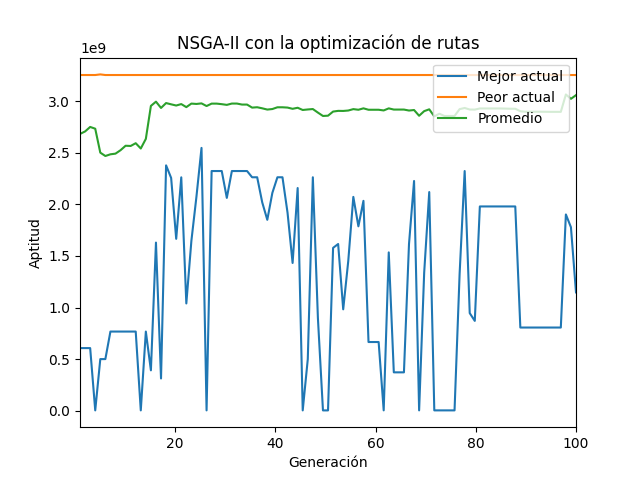 NSGA-II con la optimización de rutas
1e9
Mejor actual
Peor actual
Promedio
3.0
2.5
2.0
1.5
1.0
0.5
0.0
Aptitud
20 40 60 80 100
Generación